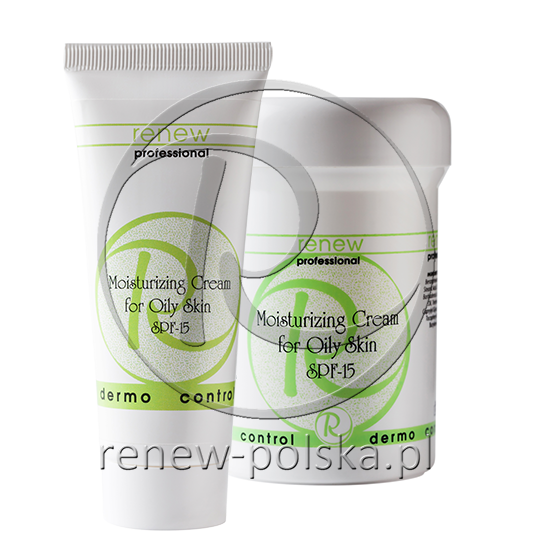 renew
professional
Moisturizing Cream
for Oily Skin
SPF-15
dermo control
renew
professional
Moisturizing Cream
for Oily Skin
SPF-15
R
control dermo
renew-polska.pl